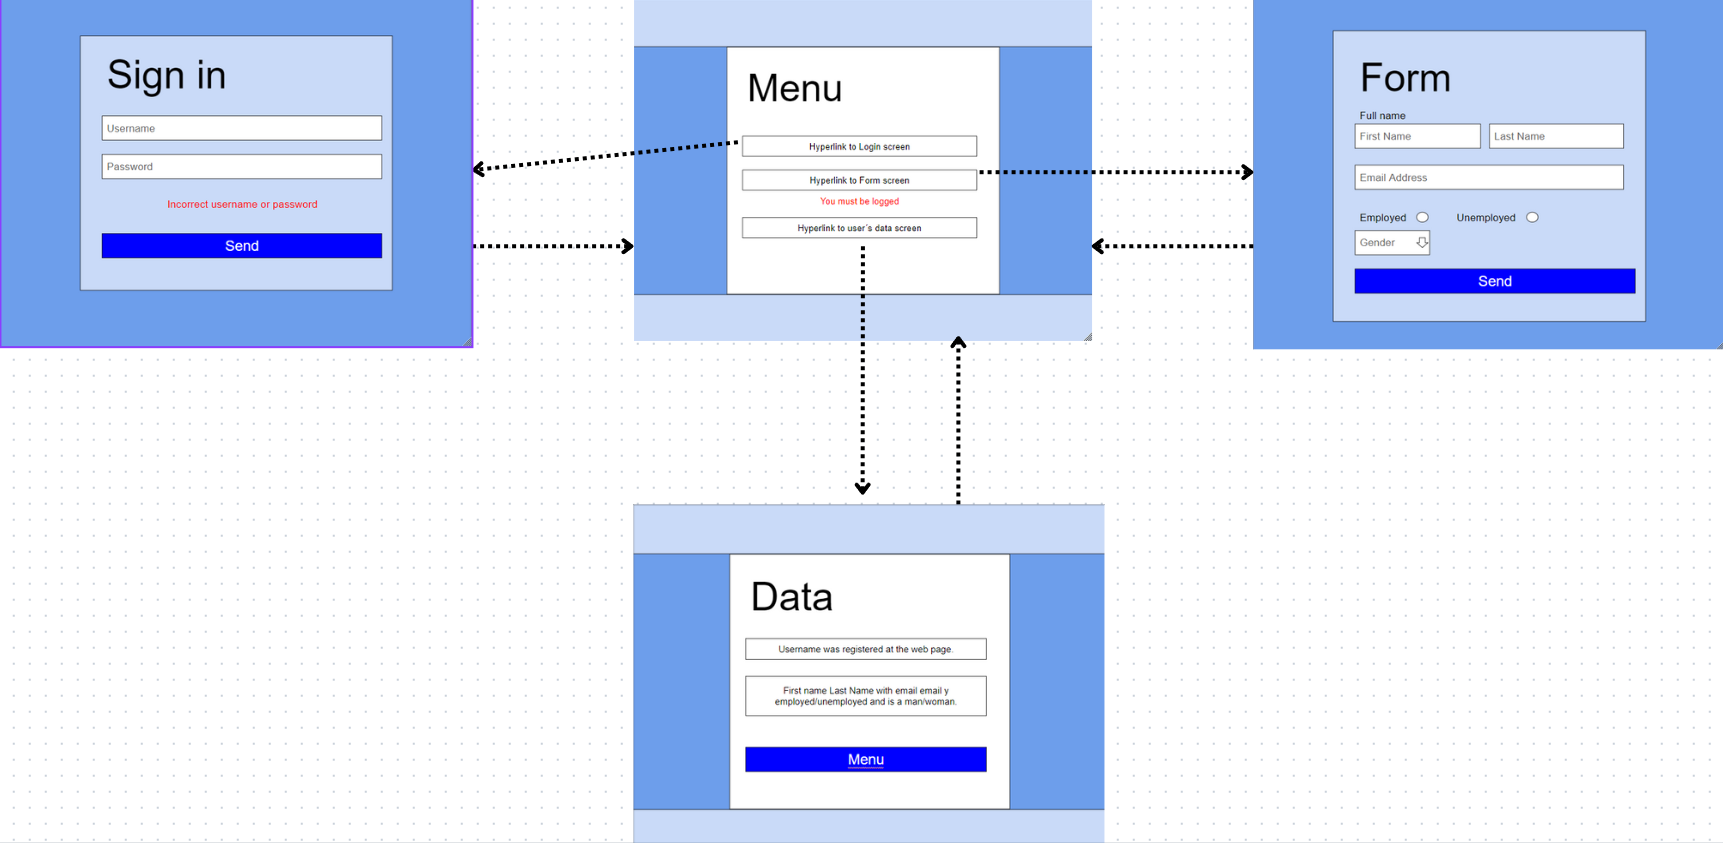 Sign in
Username
Password
Incorrect username or password
Send
Menu
Hyperlink to Login screen
Hyperlink to Form screen
You must be logged
Hyperlink to user´s data screen
Form
Full name
First Name
Last Name
Email Address
Employed
Unemployed
Gender
Send
Data
Username was registered at the web page.
First name Last Name with email email y
employed/unemployed and is a man/woman.
Menu